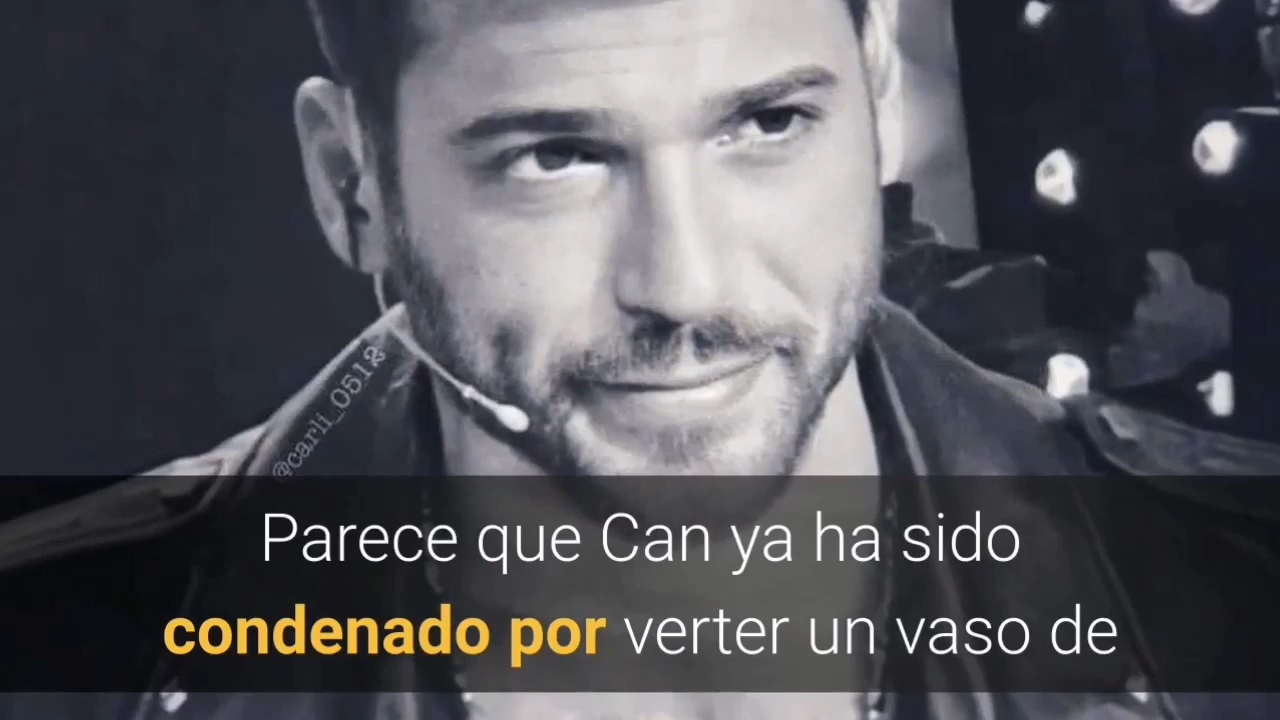 @carli_0512
Parece que Can ya ha sido
condenado por verter un vaso de